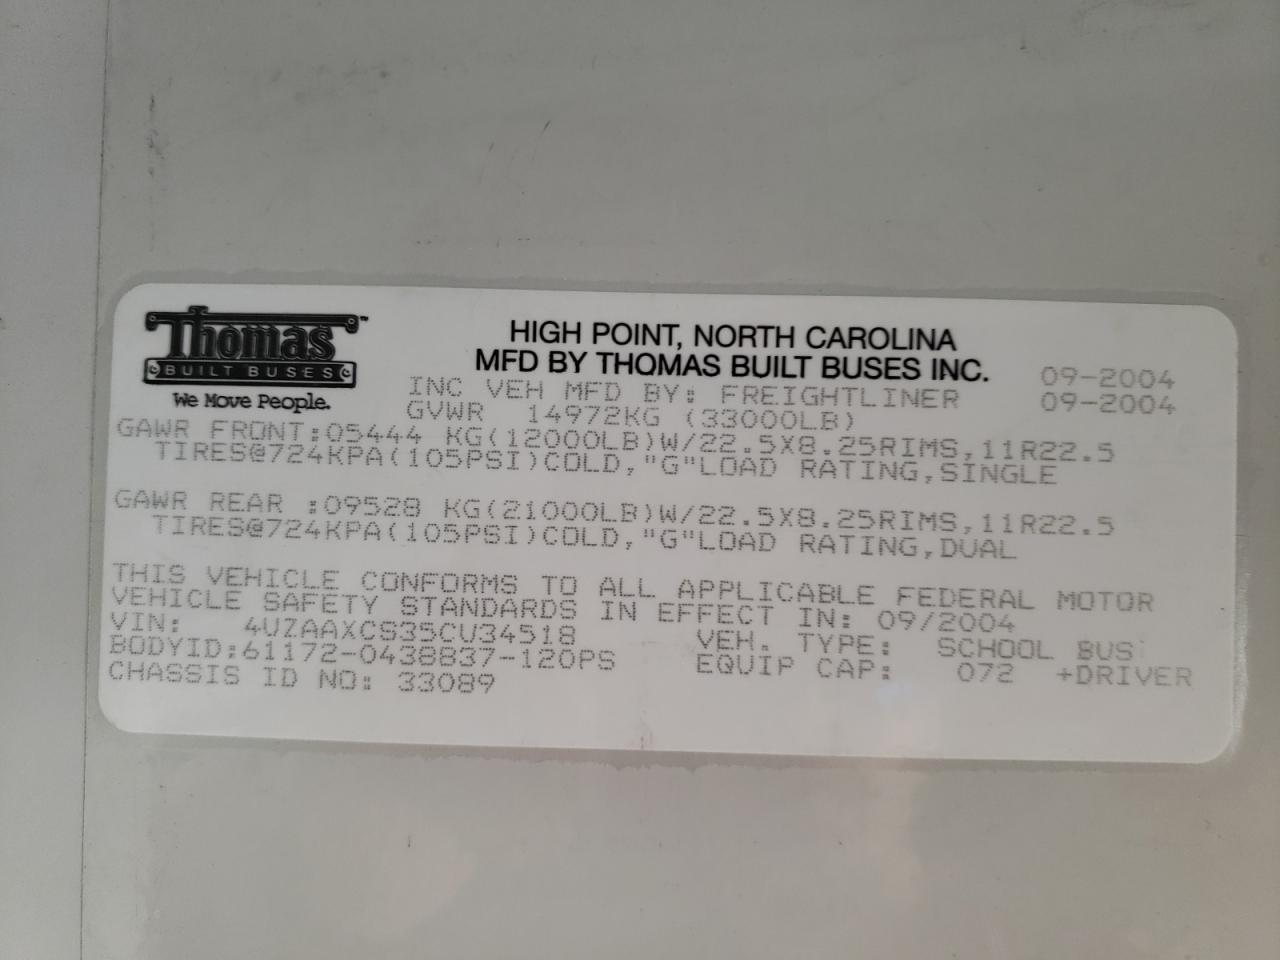 Thomas™
BUILT BUSES
We Move People.
HIGH POINT, NORTH CAROLINA
MFD BY THOMAS BUILT BUSES INC. 09-2004
INC VEH MFD BY: FREIGHTLINER 09-2004
GVWR 14972KG (33000LB)
GAWR FRONT:05444 KG(12000LB)W/22.5X8.25RIMS,11R22.5
TIRES@724KPA(105PSI)COLD,"G"LOAD RATING,SINGLE
GAWR REAR :09528 KG(21000LB)W/22.5X8.25RIMS,11R22.5
TIRES@724KPA(105PSI)COLD,"G"LOAD RATING,DUAL
THIS VEHICLE CONFORMS TO ALL APPLICABLE FEDERAL MOTOR
VEHICLE SAFETY STANDARDS IN EFFECT IN: 09/2004
VIN: 4UZAAXCS35CU34518 VEH. TYPE: SCHOOL BUS
BODYID:61172-0438837-120PS EQUIP CAP: 072 +DRIVER
CHASSIS ID NO: 33089